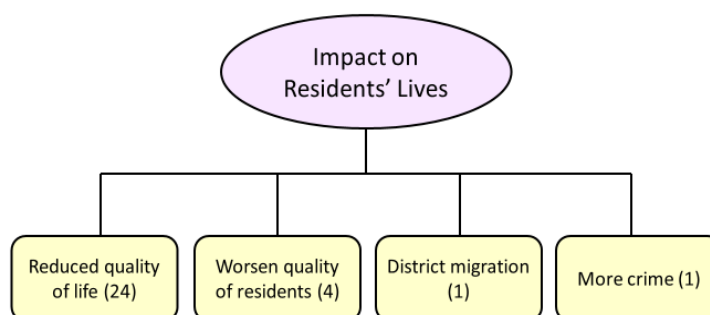 Impact on
Residents' Lives
Reduced quality
of life (24)
Worsen quality
of residents (4)
District migration
(1)
More crime (1)